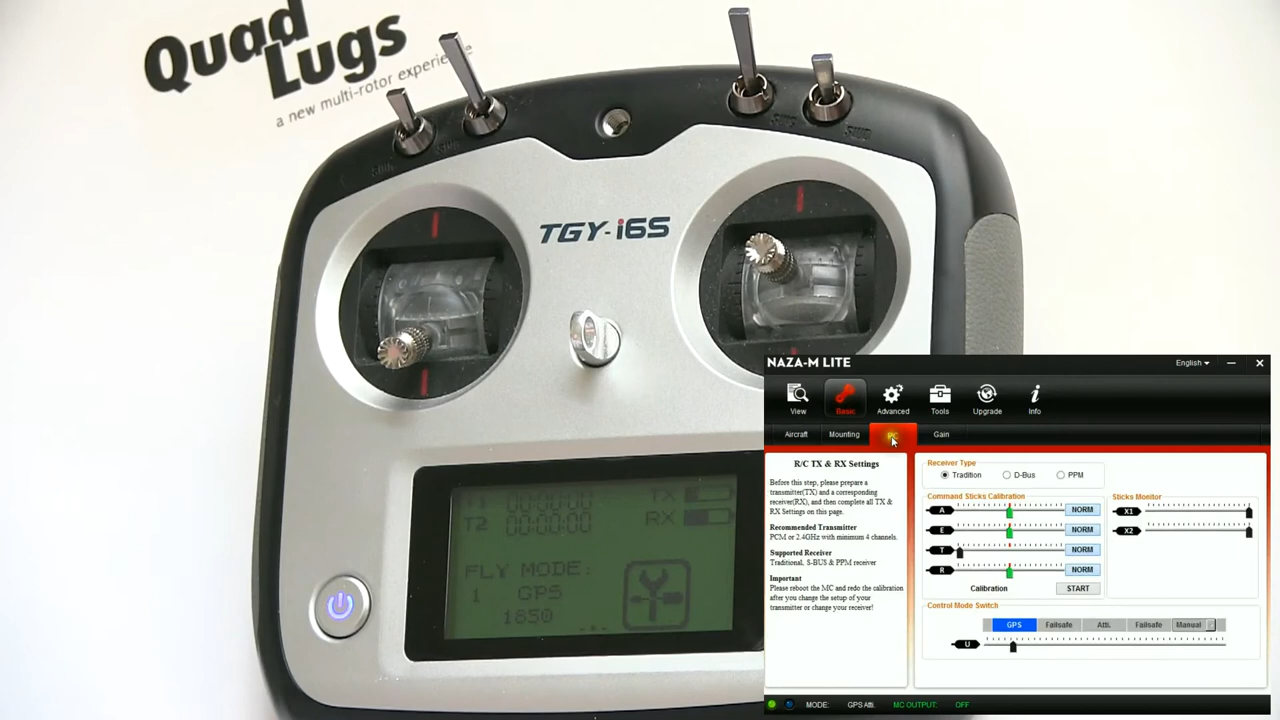 Quad
Lugs
a new multi-rotor experience
TGY-i6S
T2 00:00:00
TX
RX
FLY MODE:
1 GPS
1850
NAZA-M LITE
English
View
Basic
Advanced
Tools
Upgrade
Info
Aircraft
Mounting
Gain
R/C TX & RX Settings
Before this step, please prepare a
transmitter(TX) and a corresponding
receiver(RX), and then complete all TX &
RX Settings on this page.
Recommended Transmitter
PCM or 2.4GHz with minimum 4 channels.
Supported Receiver
Traditional, S-BUS & PPM receiver
Important
Please reboot the MC and redo the calibration
after you change the setup of your
transmitter or change your receiver!
Receiver Type
Tradition
D-Bus
PPM
Command Sticks Calibration
A NORM
E NORM
T NORM
R NORM
Calibration START
Sticks Monitor
X1
X2
Control Mode Switch
GPS Failsafe Atti. Failsafe Manual
U
MODE: GPS Atti. MC OUTPUT: OFF